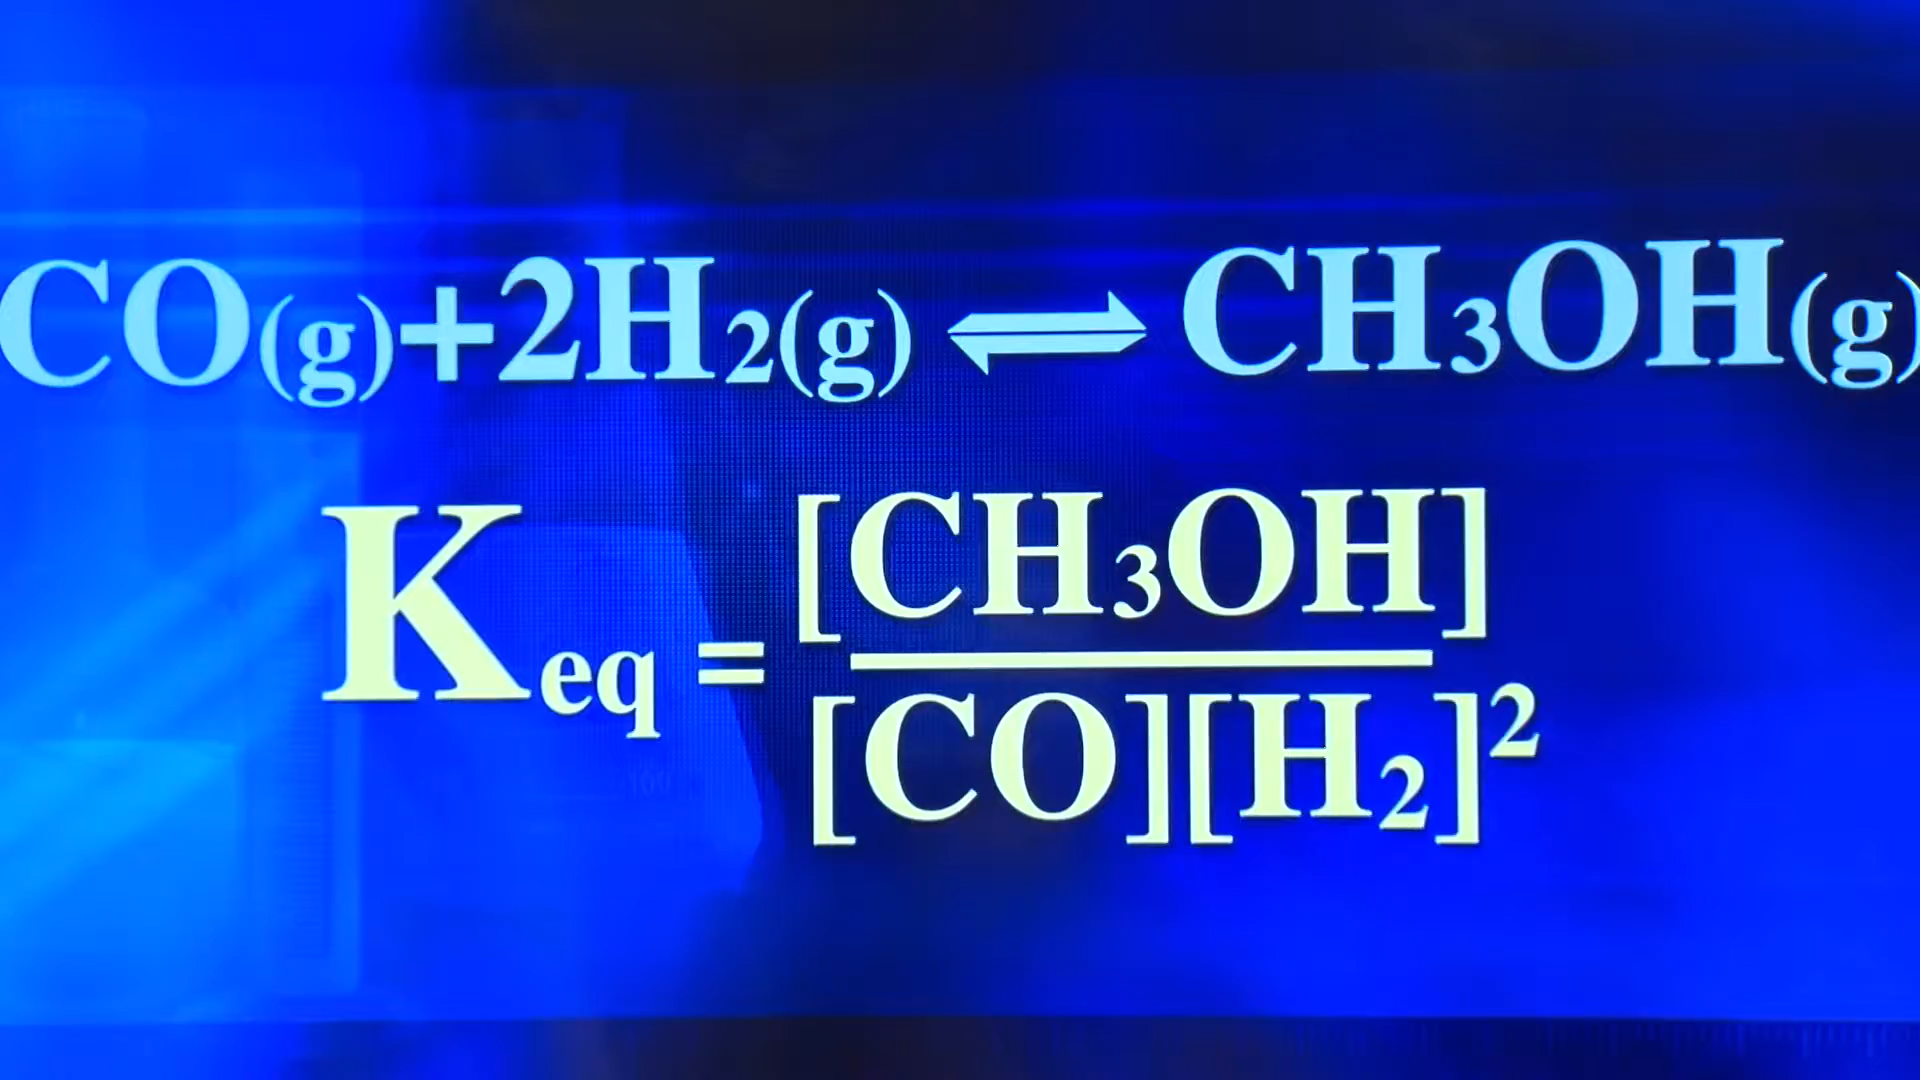 CO(g)+2H2(g) ⇌ CH3OH(g)
Keq = [CH3OH]
[CO][H2]²